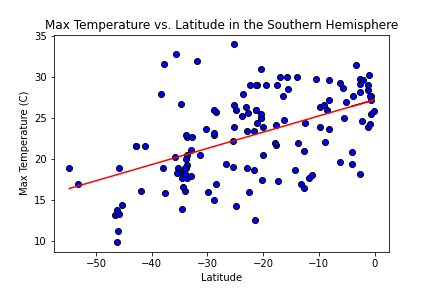 Max Temperature vs. Latitude in the Southern Hemisphere
35
30
25
20
15
10
Max Temperature (C)
−50 −40 −30 −20 −10 0
Latitude